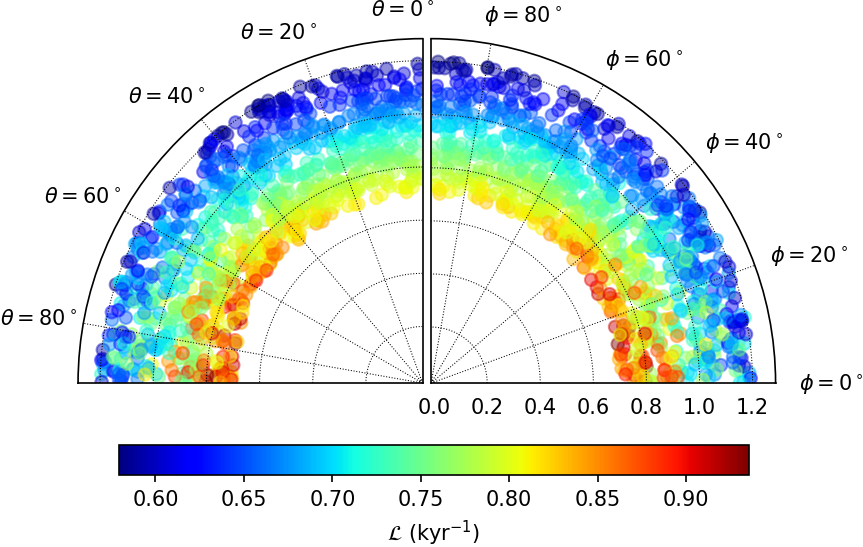 θ = 0° ϕ = 80°
θ = 20° ϕ = 60°
θ = 40° ϕ = 40°
θ = 60° ϕ = 20°
θ = 80° ϕ = 0°
0.0 0.2 0.4 0.6 0.8 1.0 1.2
0.60 0.65 0.70 0.75 0.80 0.85 0.90
ℒ (kyr⁻¹)